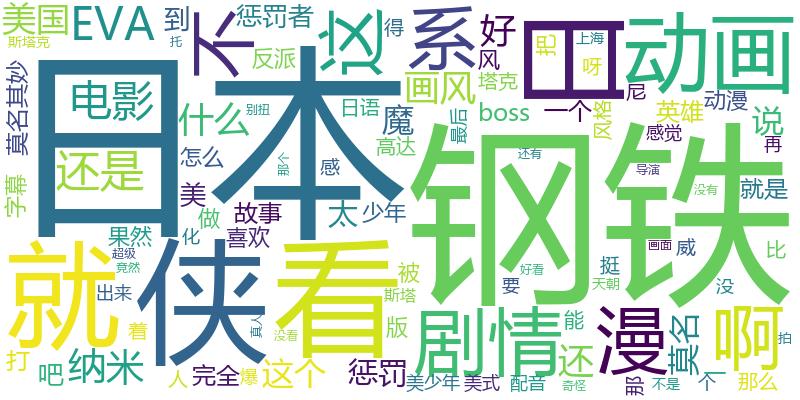 美国
EVA
到
惩罚者
不
这
得
系
好
日
把
上海
动画
斯塔克
托
反派
风
呀
莫名其妙
日本
电影
什么
别扭
日语
魔
画风
塔克
boss
一个
尼
英雄
动漫
说
还是
怎么
那个
感
高达
最后
风格
感觉
再
字幕
美
做
故事
太
少年
钢铁
还有
导演
没有
就是
果然
化
喜欢
超级
竟然
就
侠
看
被
斯塔
好看
要
挺
天朝
画面
威
没
比
出来
着
真人
没看
版
剧情
能
漫
莫名
啊
拍
打
吧
纳米
人
完全
爆
这个
惩罚
美少年
美式
配音
还
奇怪
那
不是
个
一
那么